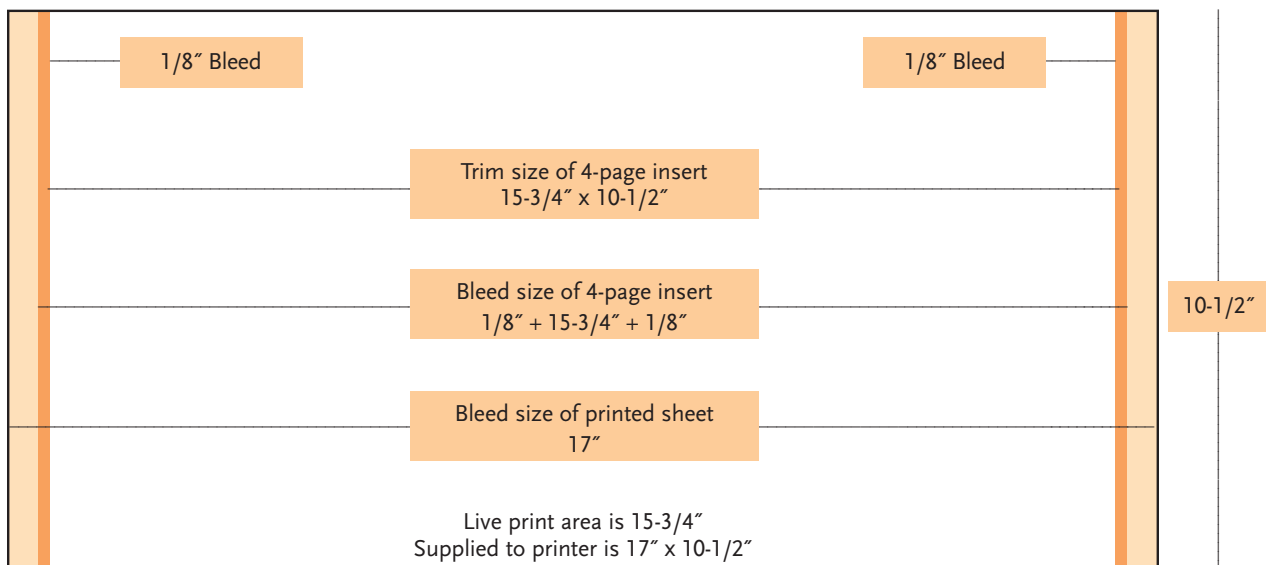 1/8″ Bleed
1/8″ Bleed
Trim size of 4-page insert
15-3/4″ x 10-1/2″
Bleed size of 4-page insert
1/8″ + 15-3/4″ + 1/8″
10-1/2″
Bleed size of printed sheet
17″
Live print area is 15-3/4″
Supplied to printer is 17″ x 10-1/2″